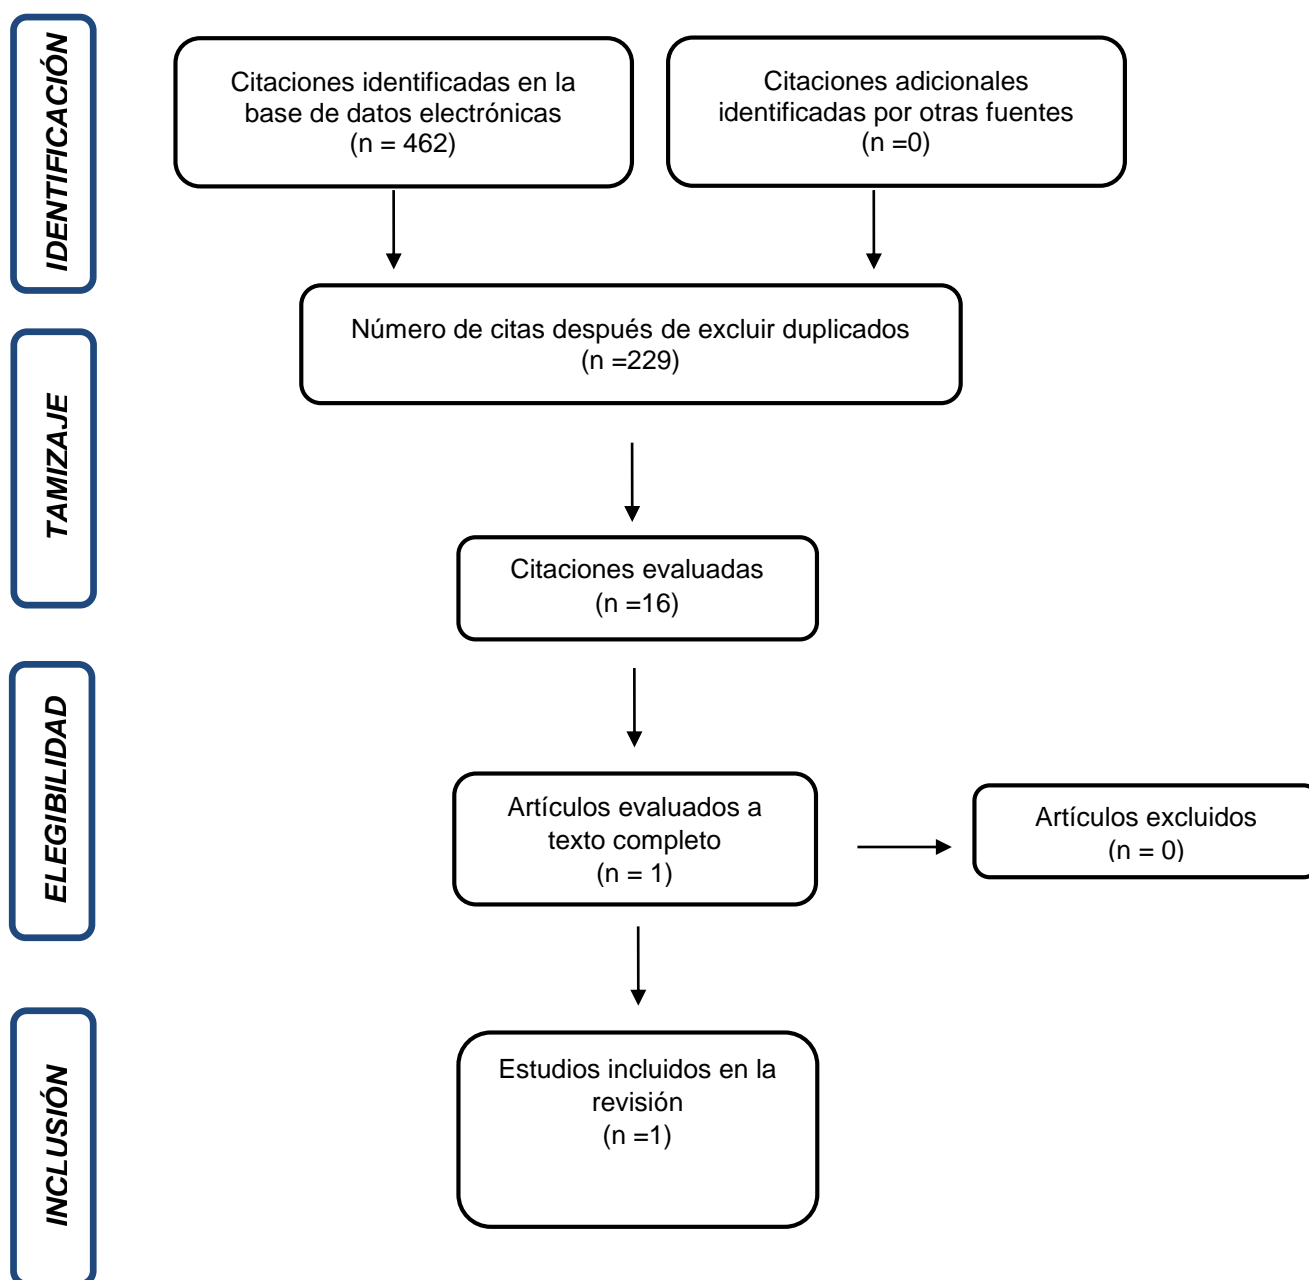 IDENTIFICACIÓN
Citaciones identificadas en la
base de datos electrónicas
(n = 462)
Citaciones adicionales
identificadas por otras fuentes
(n =0)
Número de citas después de excluir duplicados
(n =229)
TAMIZAJE
Citaciones evaluadas
(n =16)
ELEGIBILIDAD
Artículos evaluados a
texto completo
(n = 1)
Artículos excluidos
(n = 0)
INCLUSIÓN
Estudios incluidos en la
revisión
(n =1)